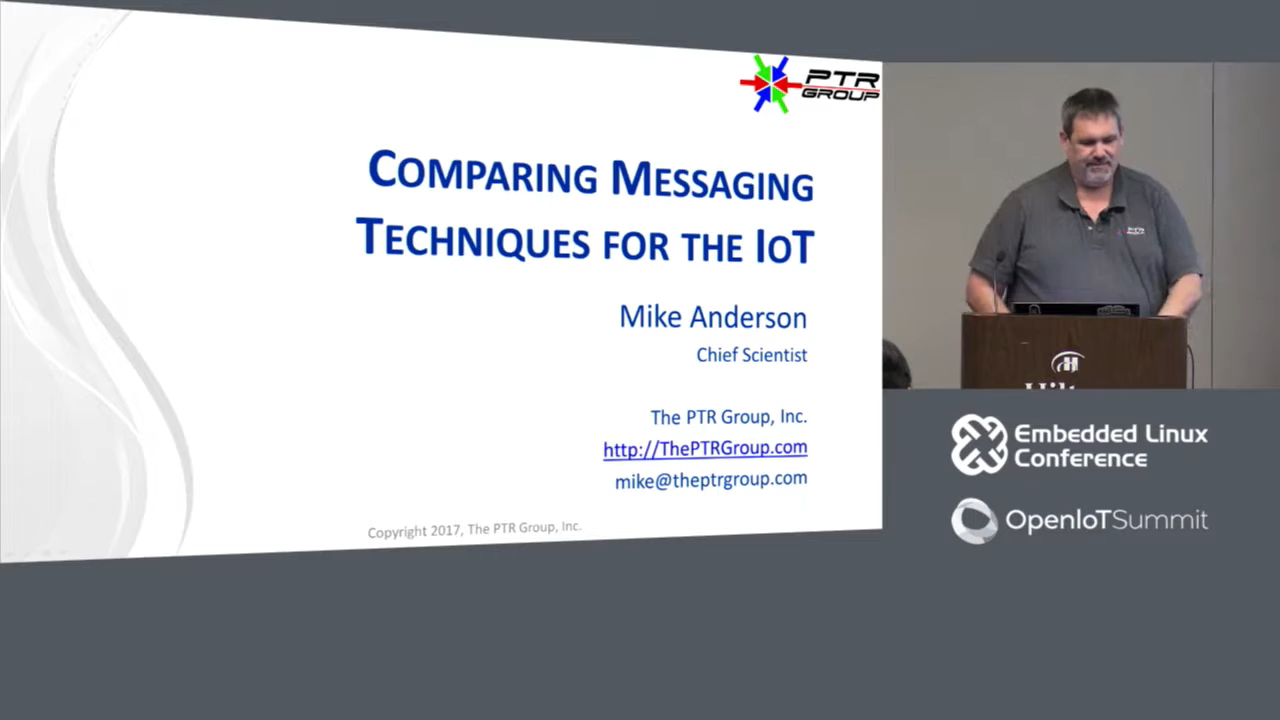 PTR
GROUP
COMPARING MESSAGING
TECHNIQUES FOR THE IOT
Mike Anderson
Chief Scientist
The PTR Group, Inc.
http://ThePTRGroup.com
mike@theptrgroup.com
Copyright 2017, The PTR Group, Inc.
Embedded Linux
Conference
OpenIoTSummit